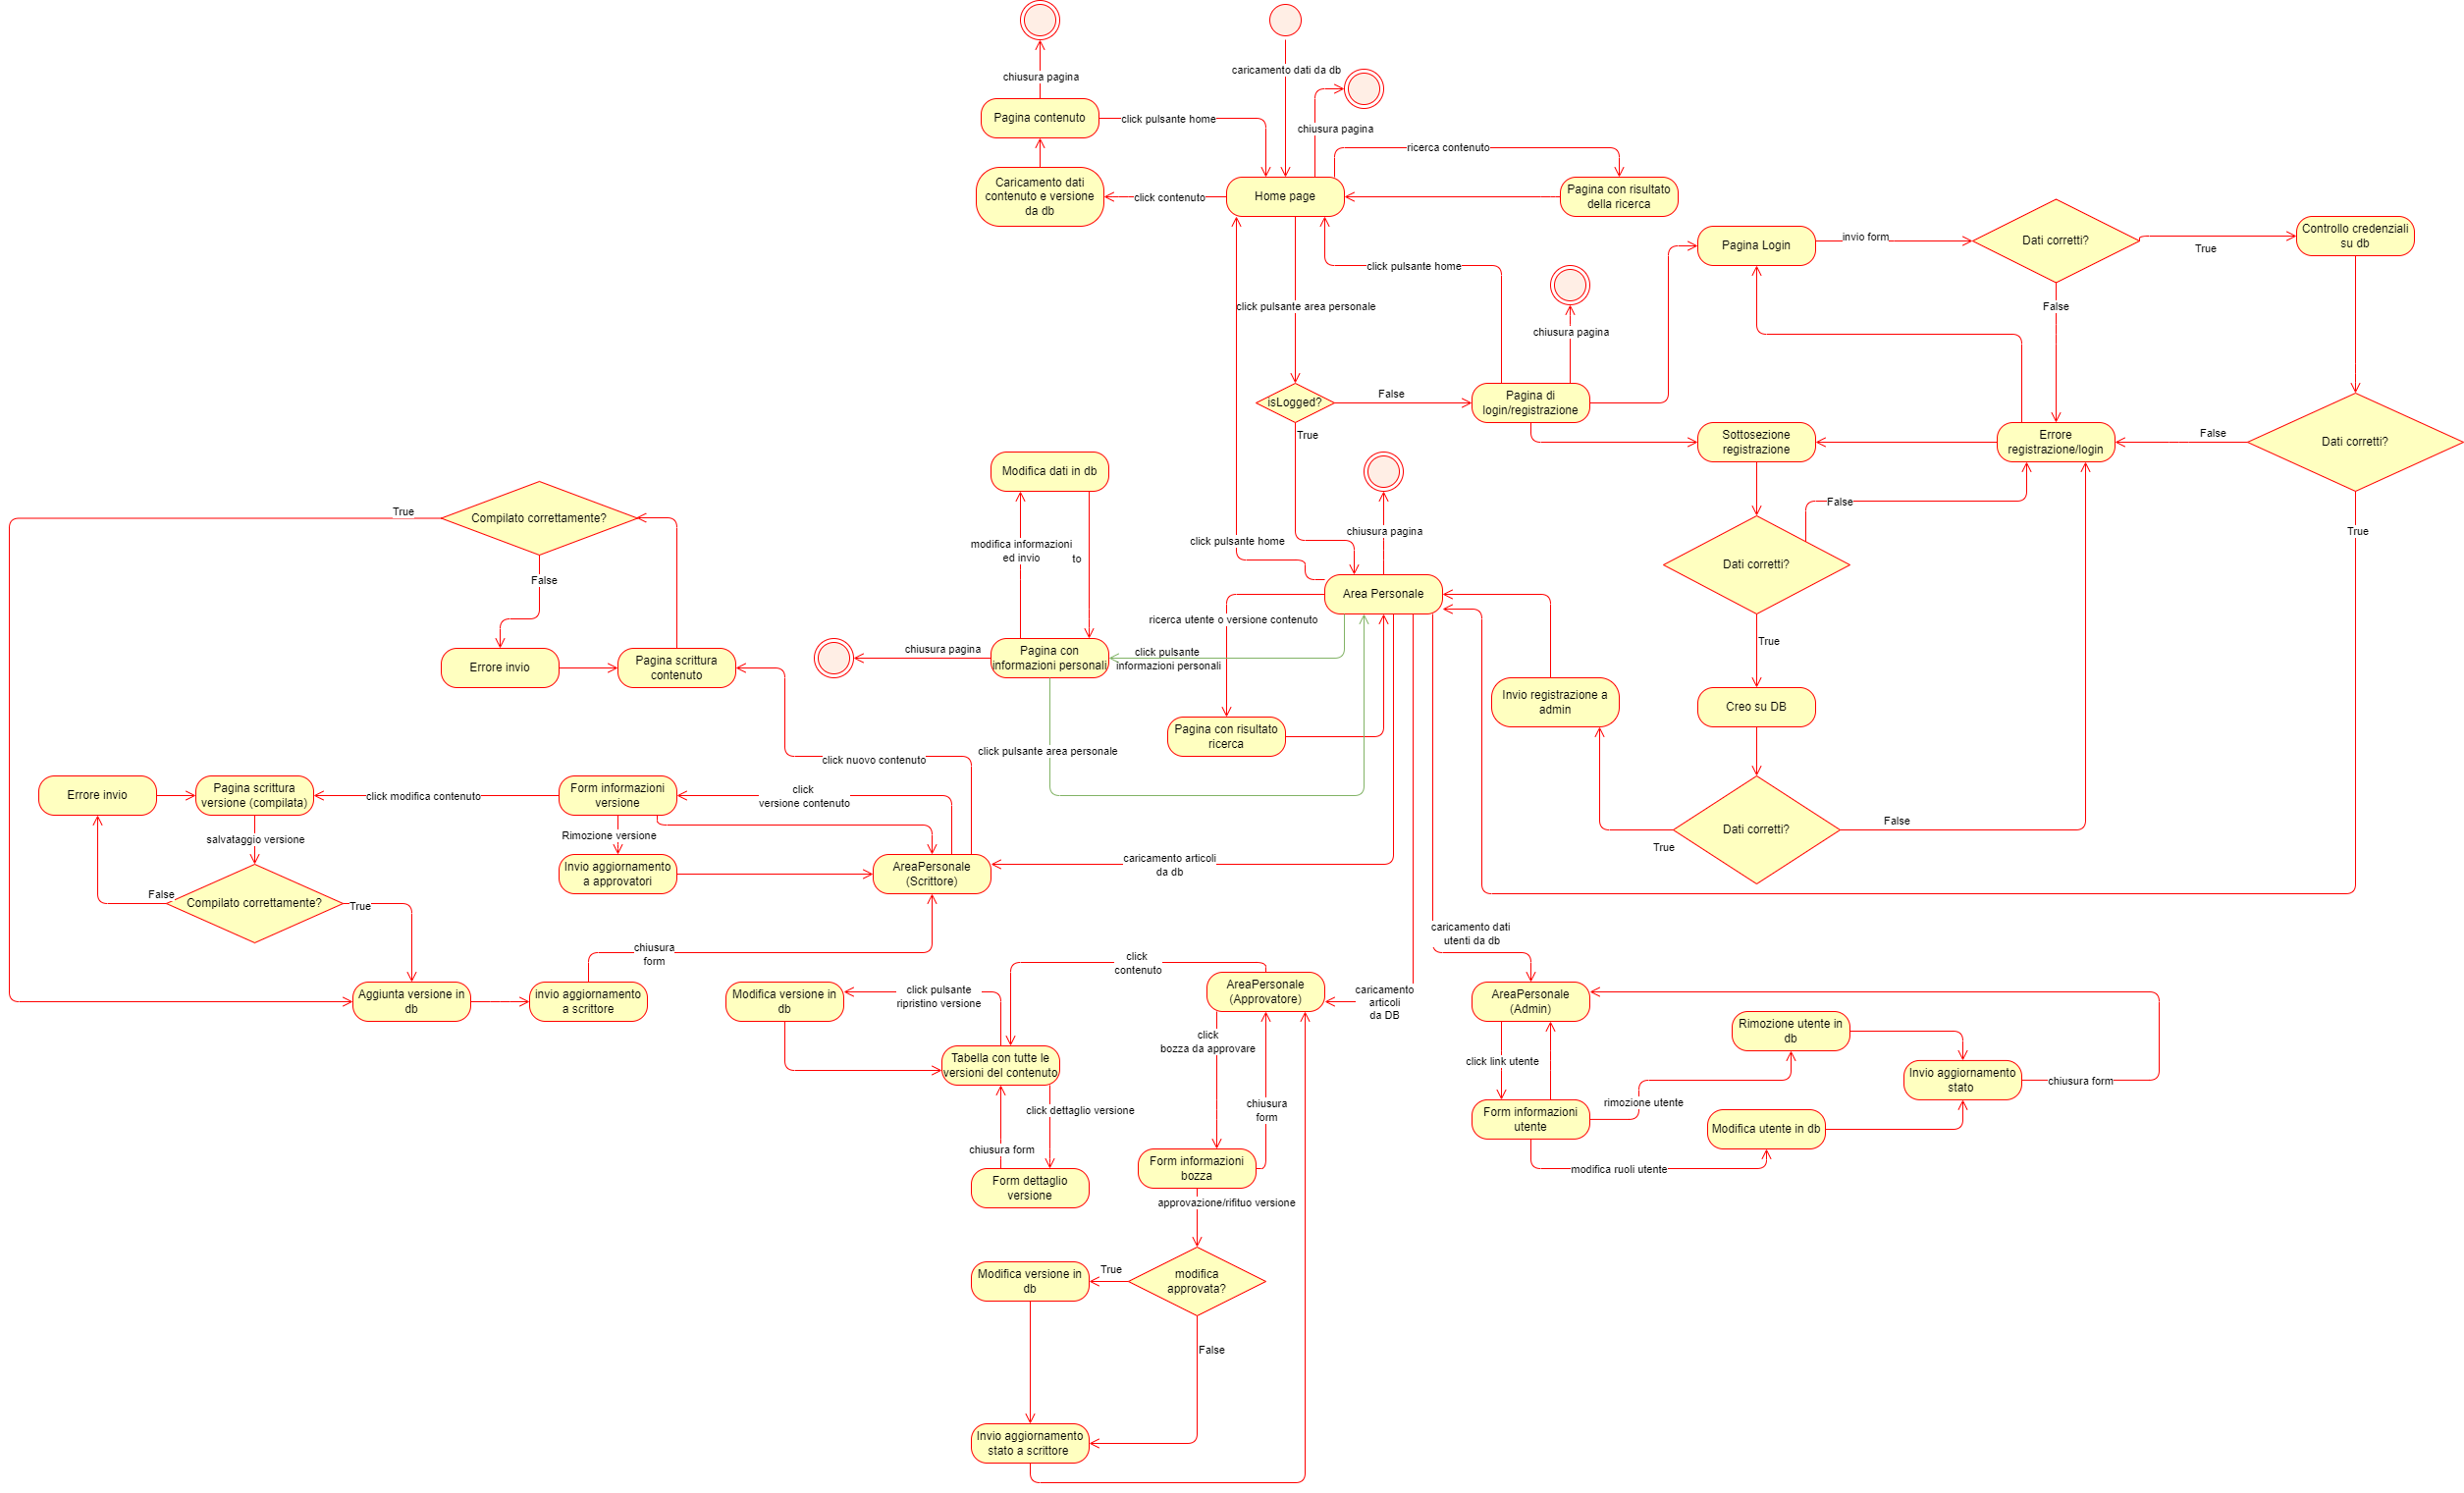 caricamento dati da db
chiusura pagina
Pagina contenuto
click pulsante home
chiusura pagina
ricerca contenuto
Caricamento dati
contenuto e versione
da db
click contenuto
Home page
Pagina con risultato
della ricerca
Pagina Login
invio form
Dati corretti?
True
Controllo credenziali
su db
click pulsante home
click pulsante area personale
chiusura pagina
False
isLogged?
False
Pagina di
login/registrazione
True
Sottosezione
registrazione
Errore
registrazione/login
False
Dati corretti?
Modifica dati in db
True
Compilato correttamente?
False
modifica informazioni
ed invio
to
click pulsante home
chiusura pagina
False
True
Dati corretti?
False
Area Personale
ricerca utente o versione contenuto
True
Errore invio
Pagina scrittura
contenuto
chiusura pagina
Pagina con
informazioni personali
click pulsante
informazioni personali
Invio registrazione a
admin
Creo su DB
Pagina con risultato
ricerca
click pulsante area personale
click nuovo contenuto
Errore invio
Pagina scrittura
versione (compilata)
click modifica contenuto
Form informazioni
versione
click
versione contenuto
salvataggio versione
Rimozione versione
Dati corretti?
False
True
Invio aggiornamento
a approvatori
AreaPersonale
(Scrittore)
caricamento articoli
da db
False
Compilato correttamente?
True
chiusura
form
caricamento dati
utenti da db
click
contenuto
Aggiunta versione in
db
invio aggiornamento
a scrittore
Modifica versione in
db
click pulsante
ripristino versione
AreaPersonale
(Approvatore)
caricamento
articoli
da DB
AreaPersonale
(Admin)
Rimozione utente in
db
click
bozza da approvare
Tabella con tutte le
versioni del contenuto
click link utente
Invio aggiornamento
stato
chiusura form
click dettaglio versione
chiusura
form
Form informazioni
utente
rimozione utente
Modifica utente in db
chiusura form
Form informazioni
bozza
modifica ruoli utente
Form dettaglio
versione
approvazione/rifituo versione
Modifica versione in
db
True
modifica
approvata?
False
Invio aggiornamento
stato a scrittore